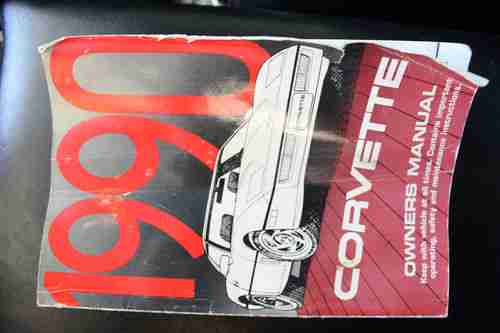 1990
CORVETTE
OWNERS MANUAL
Keep with vehicle at all times. Contains important
operating, safety and maintenance instructions.